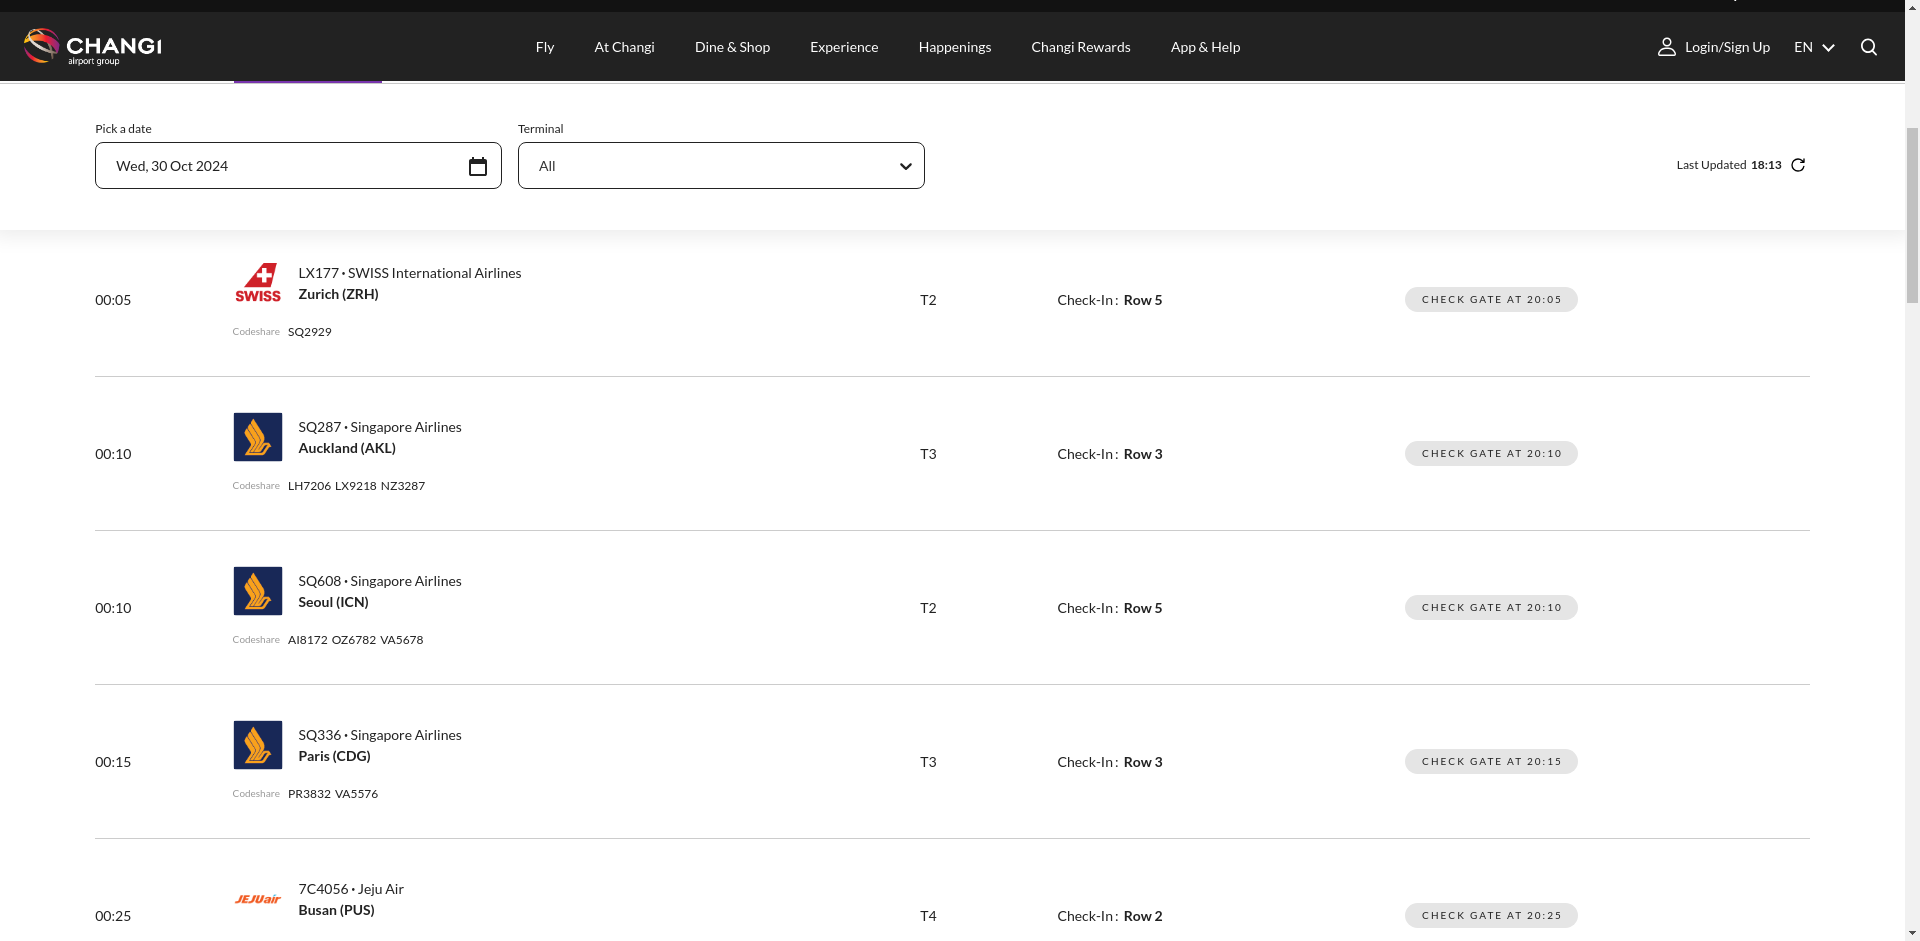 CHANGI
airport group
Fly At Changi Dine & Shop Experience Happenings Changi Rewards App & Help
Login/Sign Up EN
Pick a date Terminal
Wed, 30 Oct 2024 All Last Updated 18:13
LX177 • SWISS International Airlines
SWISS Zurich (ZRH)
00:05 T2 Check-In : Row 5 CHECK GATE AT 20:05
Codeshare SQ2929
SQ287 • Singapore Airlines
Auckland (AKL)
00:10 T3 Check-In : Row 3 CHECK GATE AT 20:10
Codeshare LH7206 LX9218 NZ3287
SQ608 • Singapore Airlines
Seoul (ICN)
00:10 T2 Check-In : Row 5 CHECK GATE AT 20:10
Codeshare AI8172 OZ6782 VA5678
SQ336 • Singapore Airlines
Paris (CDG)
00:15 T3 Check-In : Row 3 CHECK GATE AT 20:15
Codeshare PR3832 VA5576
7C4056 • Jeju Air
JEJUair Busan (PUS)
00:25 T4 Check-In : Row 2 CHECK GATE AT 20:25